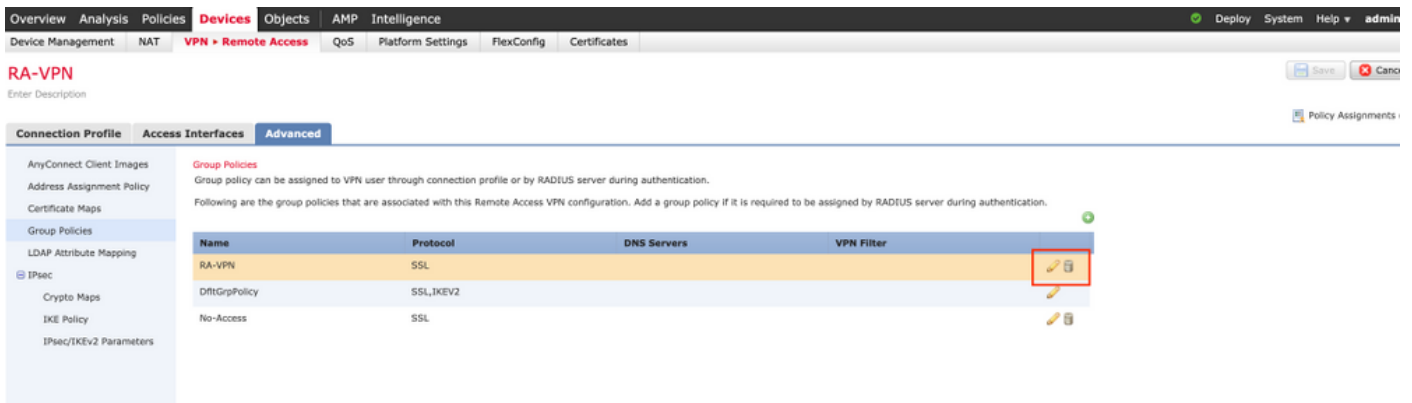 Overview Analysis Policies Devices Objects AMP Intelligence Deploy System Help admin
Device Management NAT VPN ▸ Remote Access QoS Platform Settings FlexConfig Certificates
RA-VPN
Save
Enter Description
Policy Assignments
Connection Profile Access Interfaces Advanced
AnyConnect Client Images
Address Assignment Policy
Certificate Maps
Group Policies
LDAP Attribute Mapping
IPsec
Crypto Maps
IKE Policy
IPsec/IKEv2 Parameters
Group Policies
Group policy can be assigned to VPN user through connection profile or by RADIUS server during authentication.
Following are the group policies that are associated with this Remote Access VPN configuration. Add a group policy if it is required to be assigned by RADIUS server during authentication.
Name Protocol DNS Servers VPN Filter
RA-VPN SSL
DfltGrpPolicy SSL,IKEV2
No-Access SSL